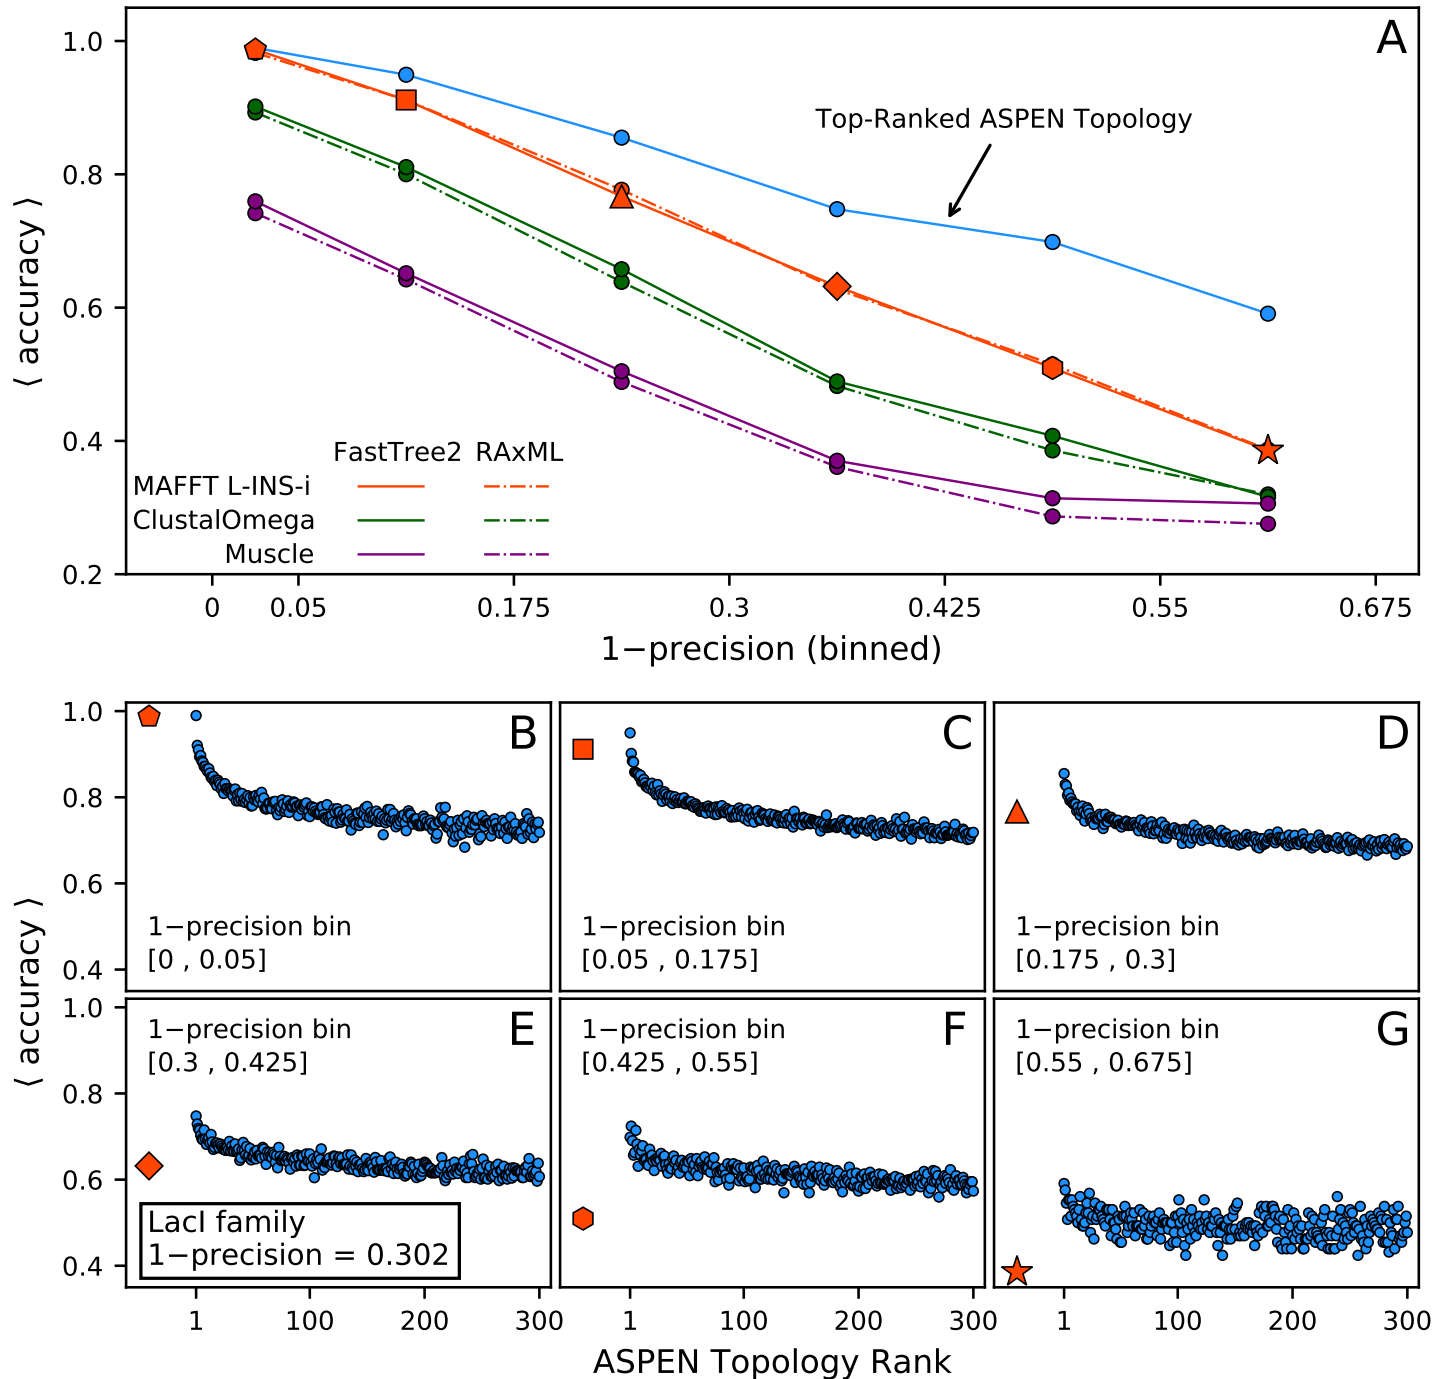 A
1.0
0.8
0.6
0.4
0.2
⟨ accuracy ⟩
Top-Ranked ASPEN Topology
FastTree2 RAxML
MAFFT L-INS-i
ClustalOmega
Muscle
0 0.05 0.175 0.3 0.425 0.55 0.675
1−precision (binned)
1.0
0.8
0.6
0.4
⟨ accuracy ⟩
B
1−precision bin
[0 , 0.05]
C
1−precision bin
[0.05 , 0.175]
D
1−precision bin
[0.175 , 0.3]
1.0
0.8
0.6
0.4
⟨ accuracy ⟩
E
1−precision bin
[0.3 , 0.425]
LacI family
1−precision = 0.302
F
1−precision bin
[0.425 , 0.55]
G
1−precision bin
[0.55 , 0.675]
1 100 200 300
1 100 200 300
1 100 200 300
ASPEN Topology Rank